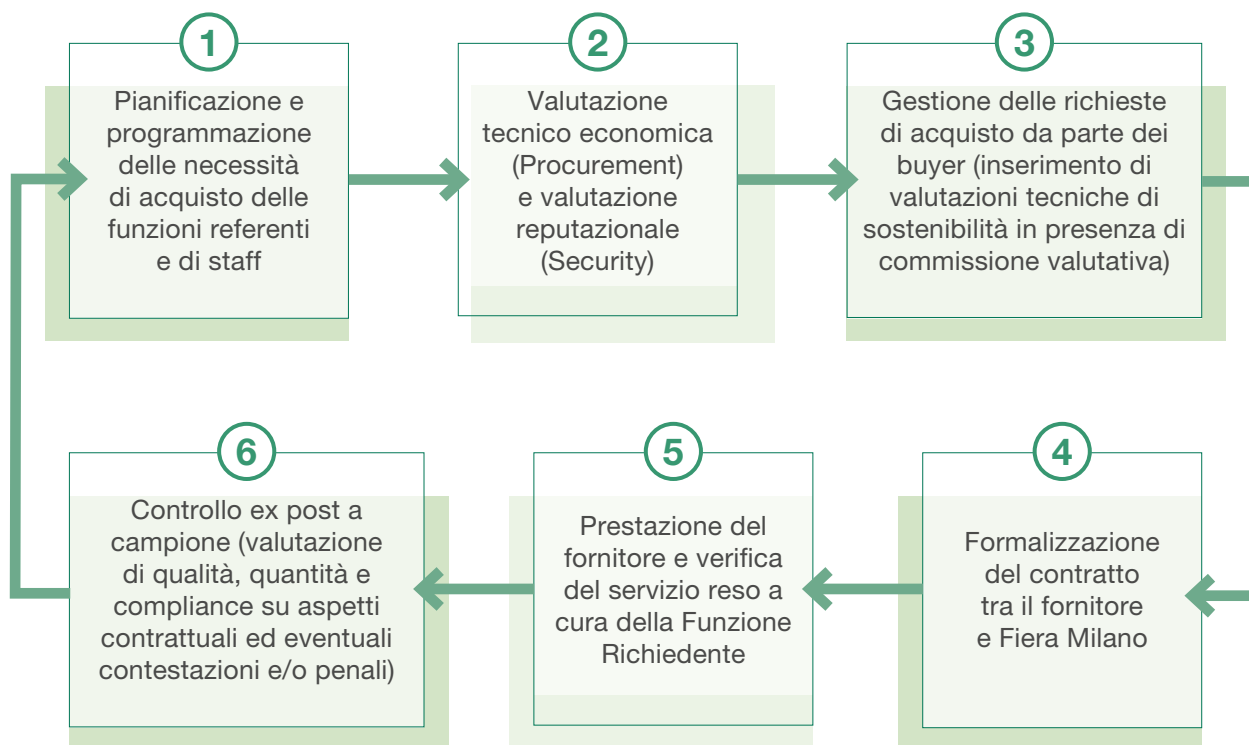 1
Pianificazione e
programmazione
delle necessità
di acquisto delle
funzioni referenti
e di staff
2
Valutazione
tecnico economica
(Procurement)
e valutazione
reputazionale
(Security)
3
Gestione delle richieste
di acquisto da parte dei
buyer (inserimento di
valutazioni tecniche di
sostenibilità in presenza di
commissione valutativa)
4
Formalizzazione
del contratto
tra il fornitore
e Fiera Milano
5
Prestazione del
fornitore e verifica
del servizio reso a
cura della Funzione
Richiedente
6
Controllo ex post a
campione (valutazione
di qualità, quantità e
compliance su aspetti
contrattuali ed eventuali
contestazioni e/o penali)